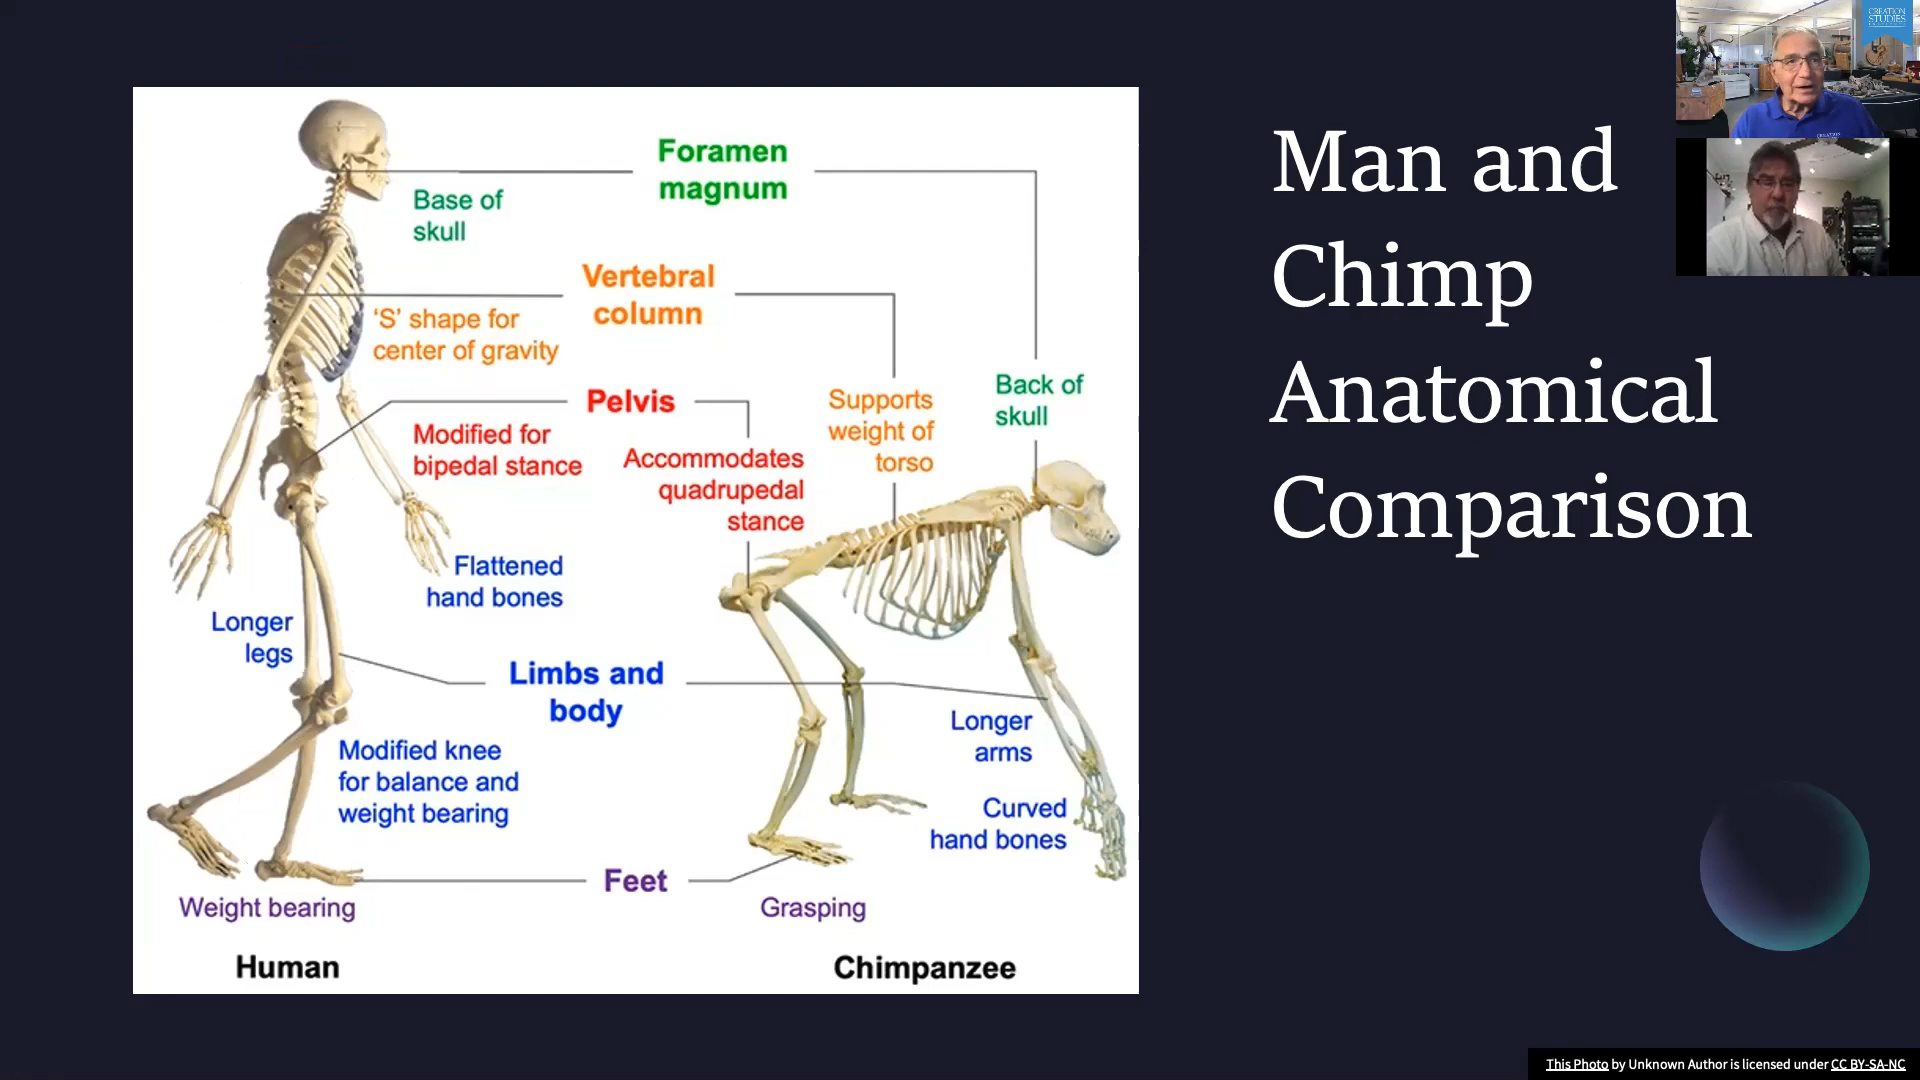 Man and
Chimp
Anatomical
Comparison
Foramen
magnum
Base of
skull
Back of
skull
Vertebral
column
‘S’ shape for
center of gravity
Supports
weight of
torso
Pelvis
Modified for
bipedal stance
Accommodates
quadrupedal
stance
Flattened
hand bones
Longer
legs
Limbs and
body
Longer
arms
Modified knee
for balance and
weight bearing
Curved
hand bones
Feet
Weight bearing
Grasping
Human
Chimpanzee
CREATION
STUDIES
This Photo by Unknown Author is licensed under CC BY-SA-NC